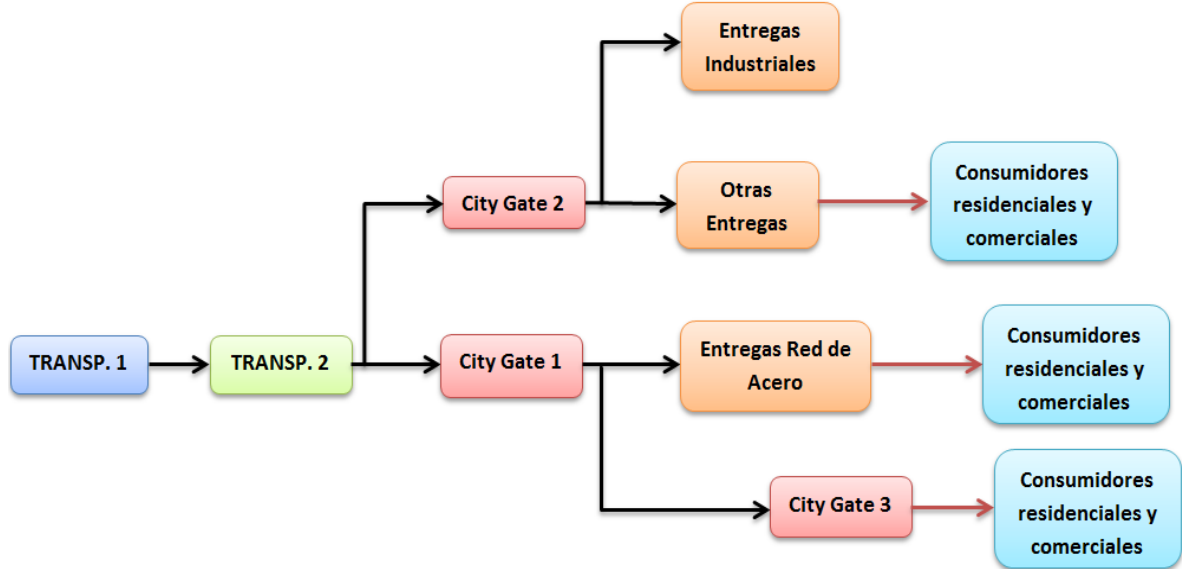 Entregas
Industriales
City Gate 2
Otras
Entregas
Consumidores
residenciales y
comerciales
TRANSP. 1
TRANSP. 2
City Gate 1
Entregas Red de
Acero
Consumidores
residenciales y
comerciales
City Gate 3
Consumidores
residenciales y
comerciales